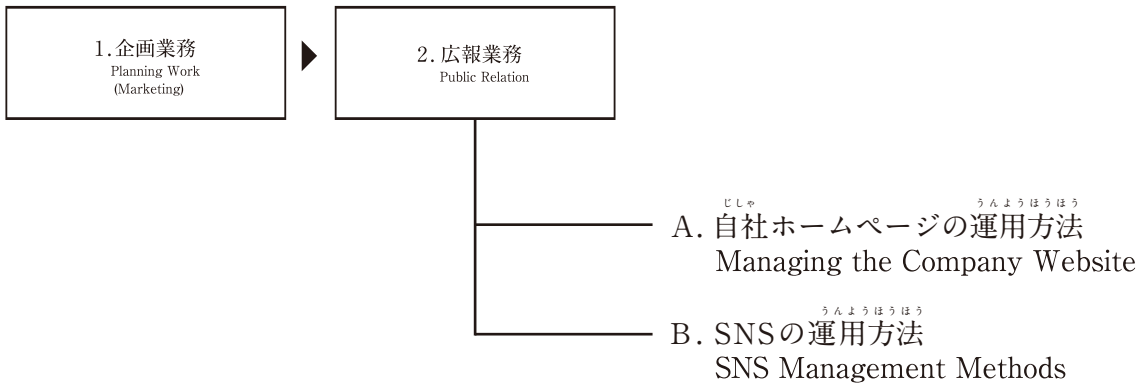 1. 企画業務
Planning Work
(Marketing)
2. 広報業務
Public Relation
じしゃ うんようほうほう
A. 自社ホームページの運用方法
Managing the Company Website
うんようほうほう
B. SNSの運用方法
SNS Management Methods